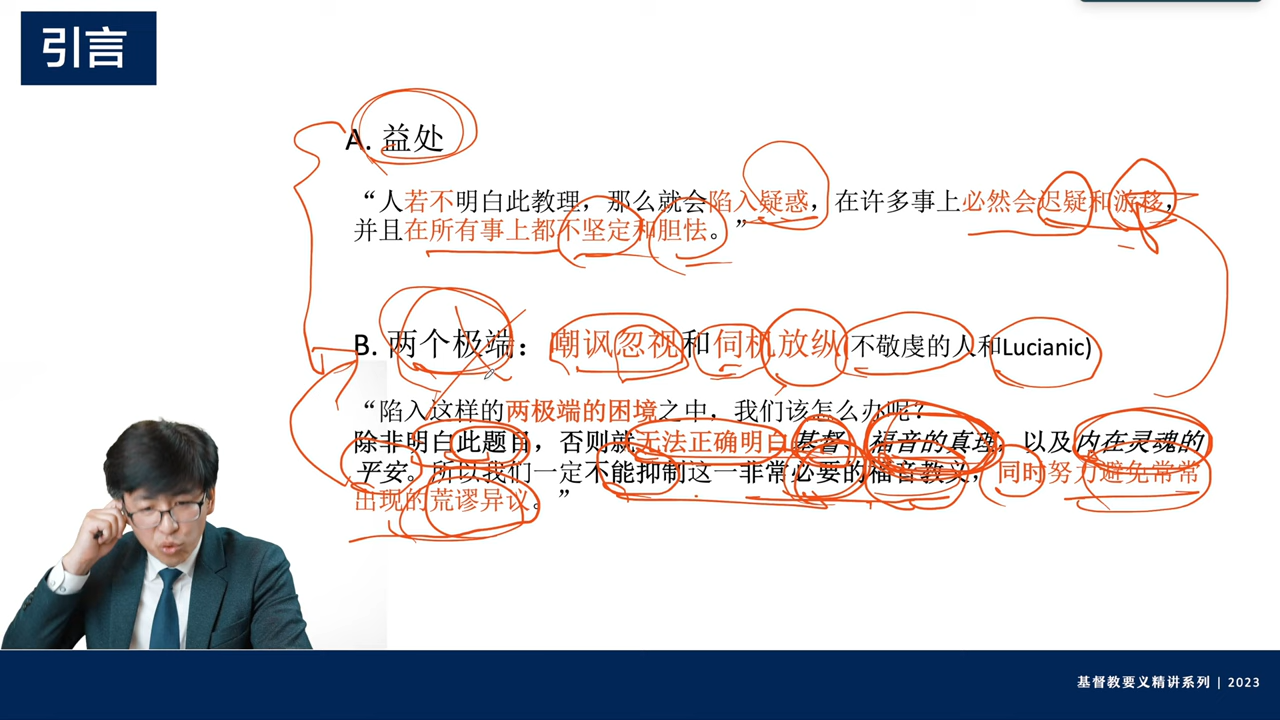 引言
A. 益处
“人若不明白此教理，那么就会陷入疑惑，在许多事上必然会迟疑和游移，
并且在所有事上都不坚定和胆怯。”
B. 两个极端：嘲讽忽视和伺机放纵(不敬虔的人和Lucianic)
“陷入这样的两极端的困境之中，我们该怎么办呢？
除非明白此题目，否则就无法正确明白基督、福音的真理，以及内在灵魂的
平安。所以我们一定不能抑制这一非常必要的福音教义，同时努力避免常常
出现的荒谬异议。”
基督教要义精讲系列 | 2023